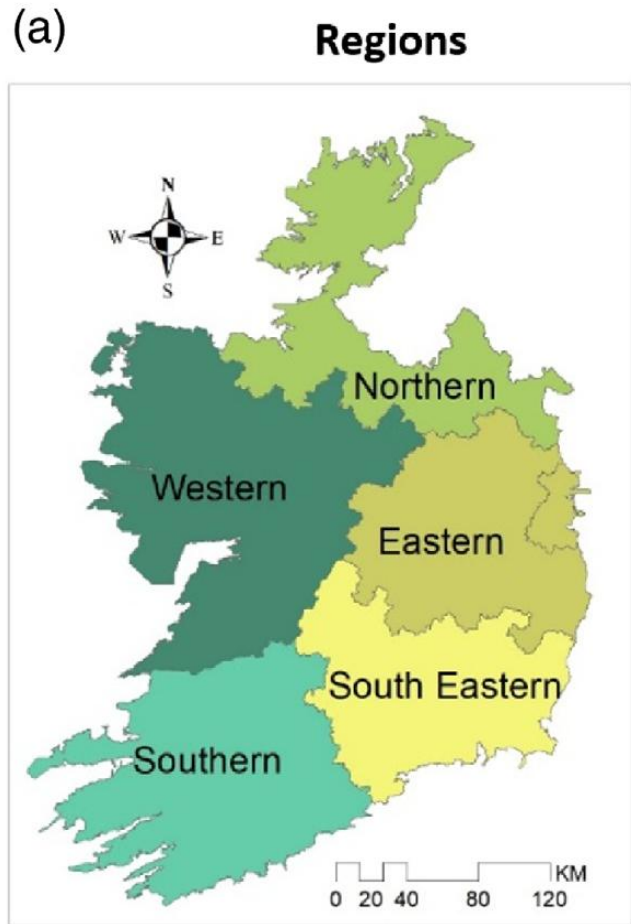 (a)
Regions
N
W E
S
Northern
Western
Eastern
South Eastern
Southern
KM
0 20 40 80 120